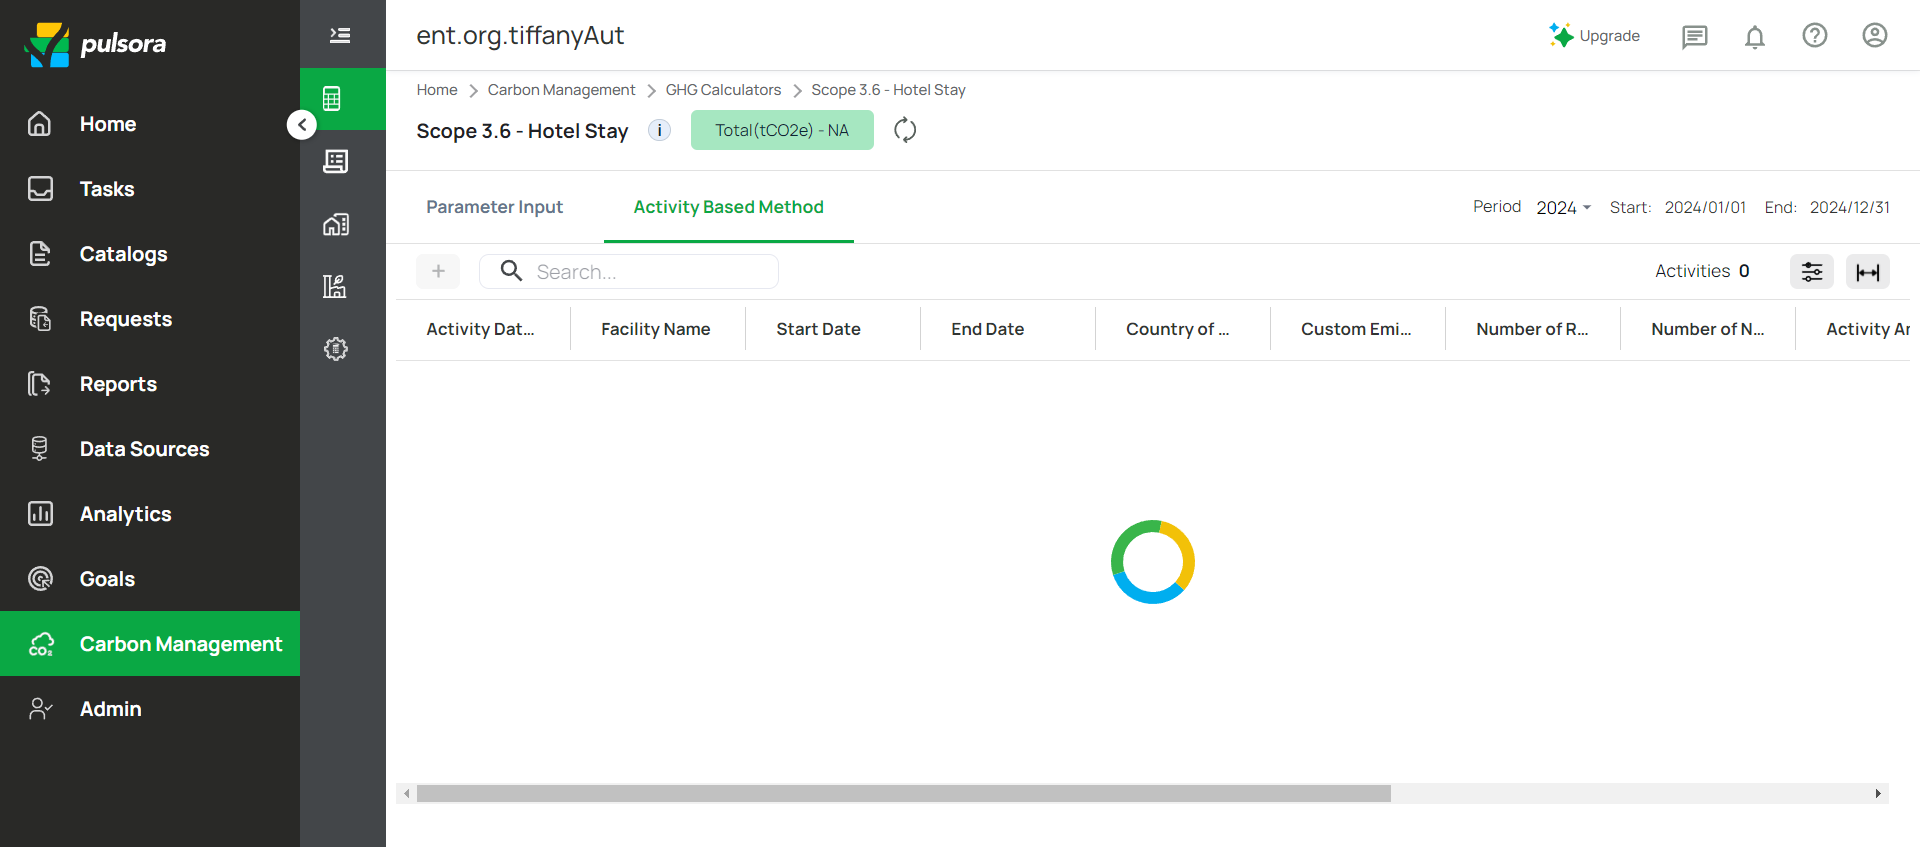 pulsora
Home
Tasks
Catalogs
Requests
Reports
Data Sources
Analytics
Goals
Carbon Management
Admin
ent.org.tiffanyAut
Upgrade
Home
Carbon Management
GHG Calculators
Scope 3.6 - Hotel Stay
Scope 3.6 - Hotel Stay
i
Total(tCO2e) - NA
Parameter Input
Activity Based Method
Period 2024 Start: 2024/01/01 End: 2024/12/31
+
Search...
Activities 0
Activity Dat...
Facility Name
Start Date
End Date
Country of ...
Custom Emi...
Number of R...
Number of N...
Activity Ar